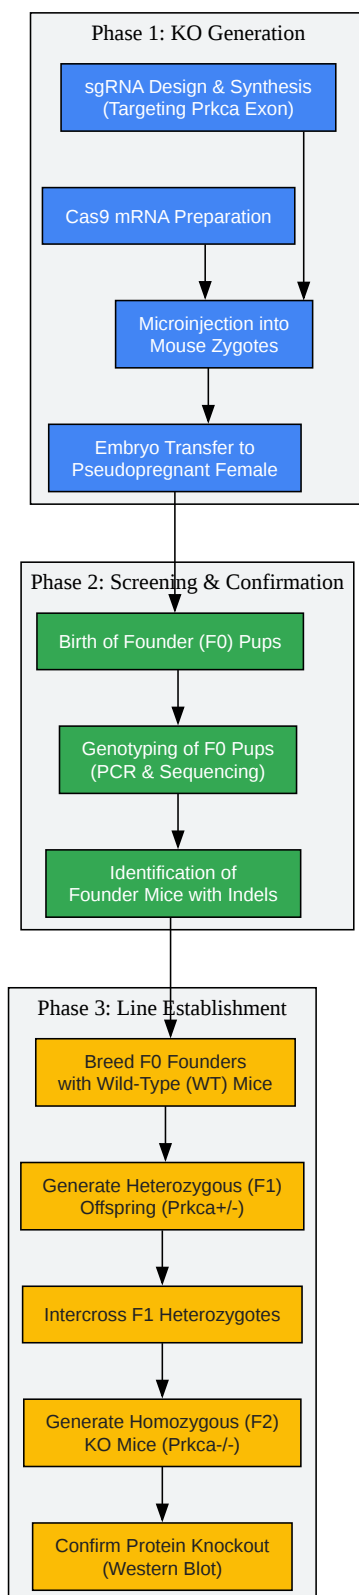 Phase 1: KO Generation
sgRNA Design & Synthesis
(Targeting Prkca Exon)
Cas9 mRNA Preparation
Microinjection into
Mouse Zygotes
Embryo Transfer to
Pseudopregnant Female
Phase 2: Screening & Confirmation
Birth of Founder (F0) Pups
Genotyping of F0 Pups
(PCR & Sequencing)
Identification of
Founder Mice with Indels
Phase 3: Line Establishment
Breed F0 Founders
with Wild-Type (WT) Mice
Generate Heterozygous (F1)
Offspring (Prkca+/-)
Intercross F1 Heterozygotes
Generate Homozygous (F2)
KO Mice (Prkca-/-)
Confirm Protein Knockout
(Western Blot)